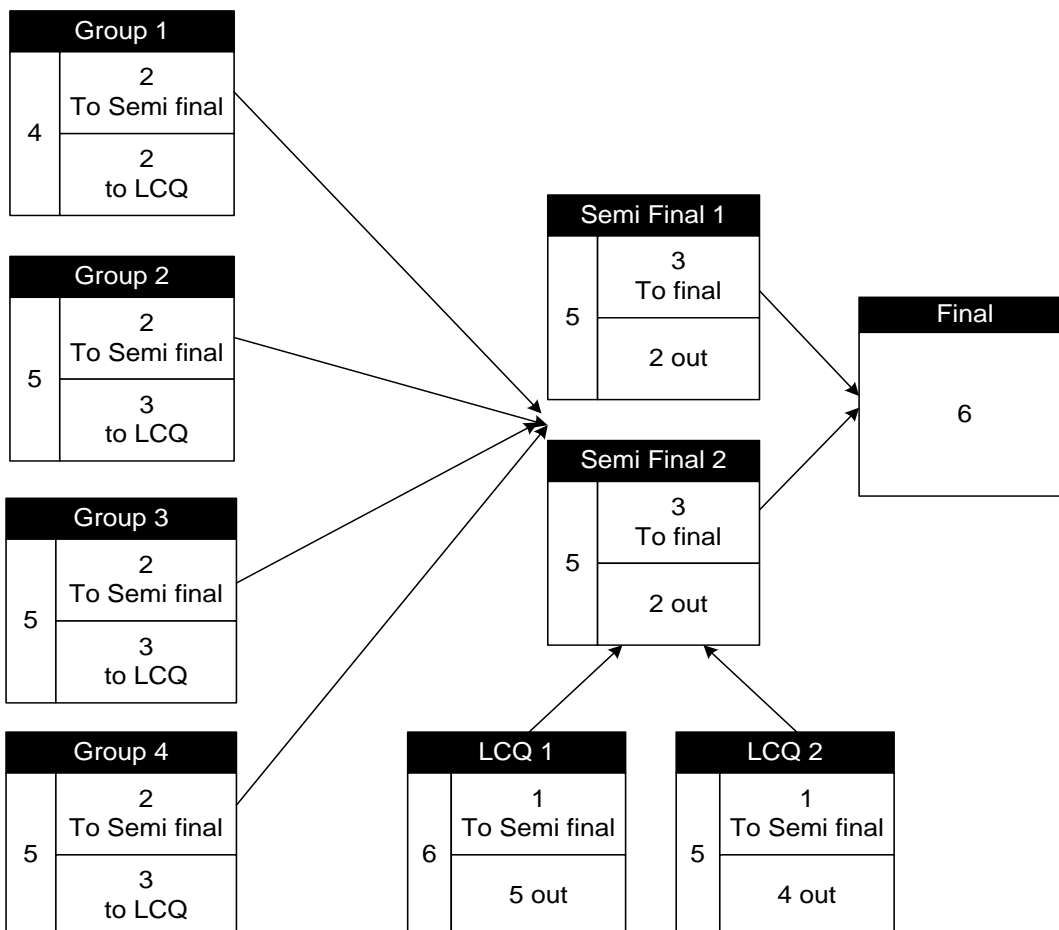 Group 1
4
2
To Semi final
2
to LCQ
Group 2
5
2
To Semi final
3
to LCQ
Group 3
5
2
To Semi final
3
to LCQ
Group 4
5
2
To Semi final
3
to LCQ
Semi Final 1
5
3
To final
2 out
Semi Final 2
5
3
To final
2 out
LCQ 1
6
1
To Semi final
5 out
LCQ 2
5
1
To Semi final
4 out
Final
6